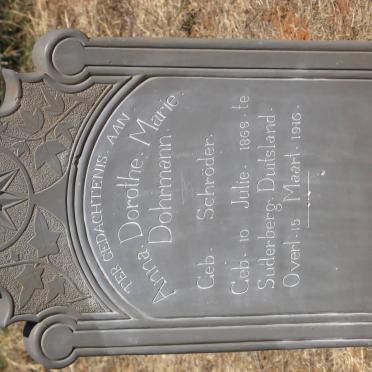 TER GEDACHTENIS AAN
Anna. Dorothe. Marie.
Dohrmann.
Geb. Schröder.
Geb. 10 Julie. 1869. te
Suderberg. Duitsland.
Overl. 15 Maart. 1916.